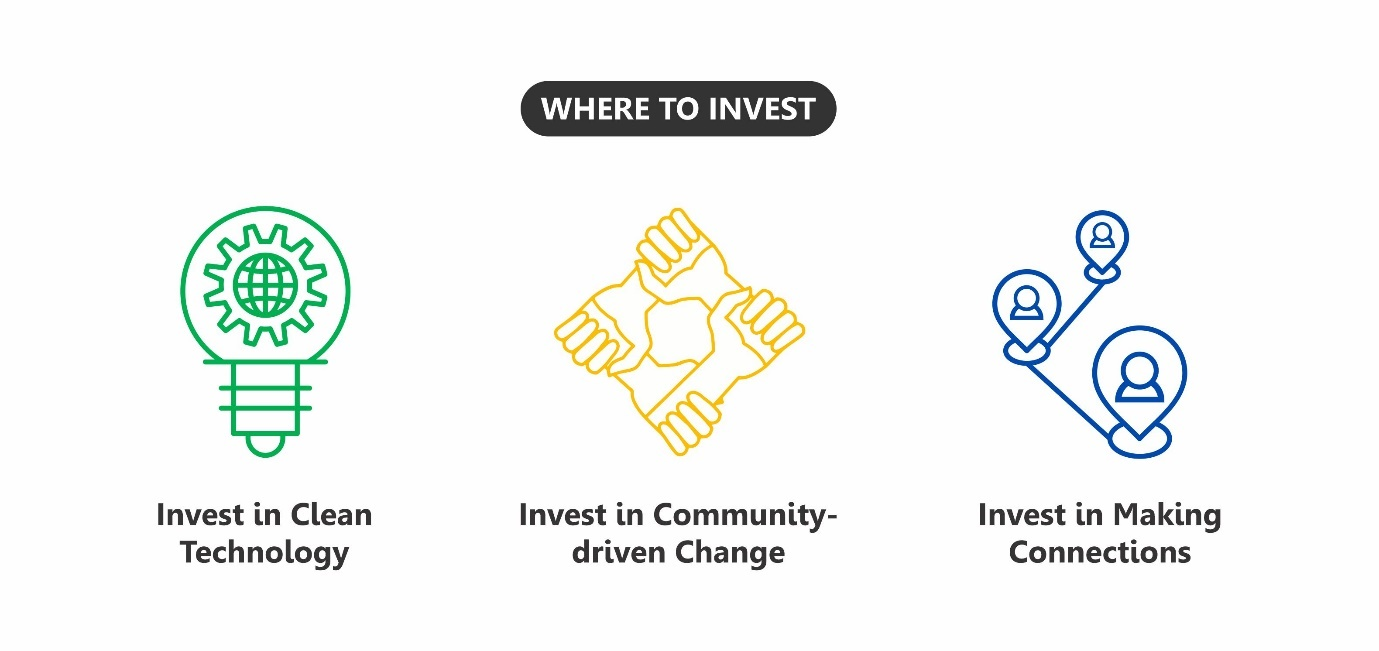 WHERE TO INVEST
Invest in Clean
Technology
Invest in Community-
driven Change
Invest in Making
Connections